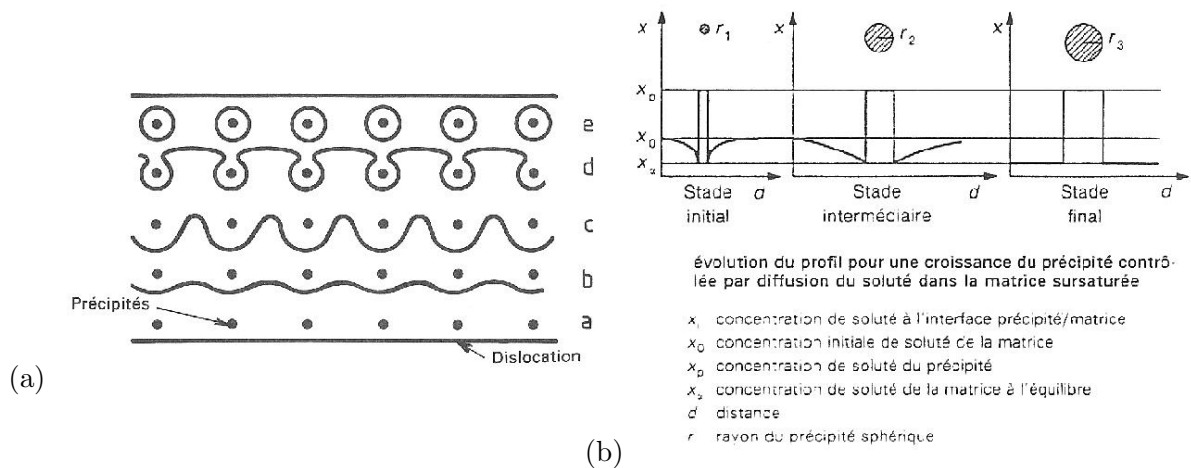 e
d
c
b
Précipités
a
Dislocation
(a)
x
r₁
x
r₂
x
r₃
x₀
xα
Stade
initial
d
Stade
interméciaire
d
Stade
final
d
évolution du profil pour une croissance du précipité contrô-
lée par diffusion du soluté dans la matrice sursaturée
xᵢ concentration de soluté à l'interface précipité/matrice
x₀ concentration initiale de soluté de la matrice
xₚ concentration de soluté du précipité
xα concentration de soluté de la matrice à l'équilibre
d distance
r rayon du précipité sphérique
(b)